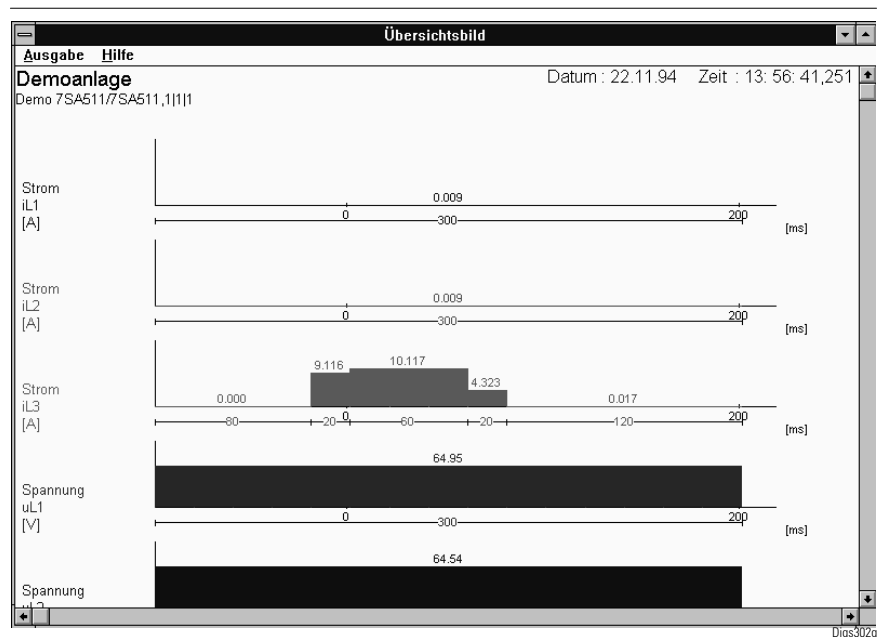 Übersichtsbild
Ausgabe Hilfe
Demoanlage
Datum : 22.11.94 Zeit : 13: 56: 41,251
Demo 7SA511/7SA511,1|1|1
Strom
iL1
[A]
0.009
0 200
300
[ms]
Strom
iL2
[A]
0.009
0 200
300
[ms]
Strom
iL3
[A]
0.000 9.116 10.117 4.323 0.017
0 200
80 20 60 20 120
[ms]
Spannung
uL1
[V]
64.95
0 200
300
[ms]
64.54
Spannung
Digs302g